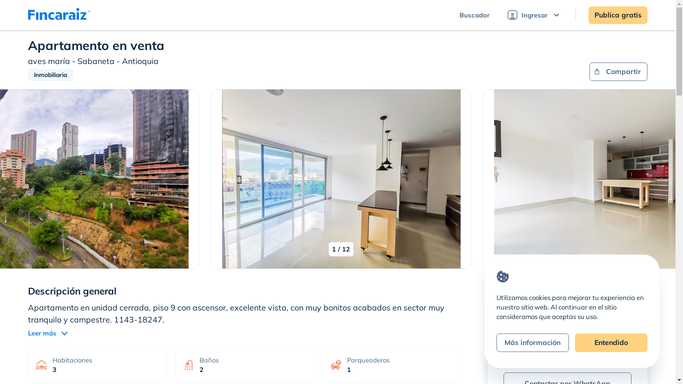 Fincaraiz
Buscador
Ingresar
Publica gratis
Apartamento en venta
aves maría - Sabaneta - Antioquia
Inmobiliaria
Compartir
1 / 12
Descripción general
Apartamento en unidad cerrada, piso 9 con ascensor, excelente vista, con muy bonitos acabados en sector muy
tranquilo y campestre. 1143-18247.
Leer más
Habitaciones
3
Baños
2
Parqueaderos
1
Utilizamos cookies para mejorar tu experiencia en
nuestro sitio web. Al continuar en el sitio
consideramos que aceptas su uso.
Más información
Entendido
Contactar por WhatsApp